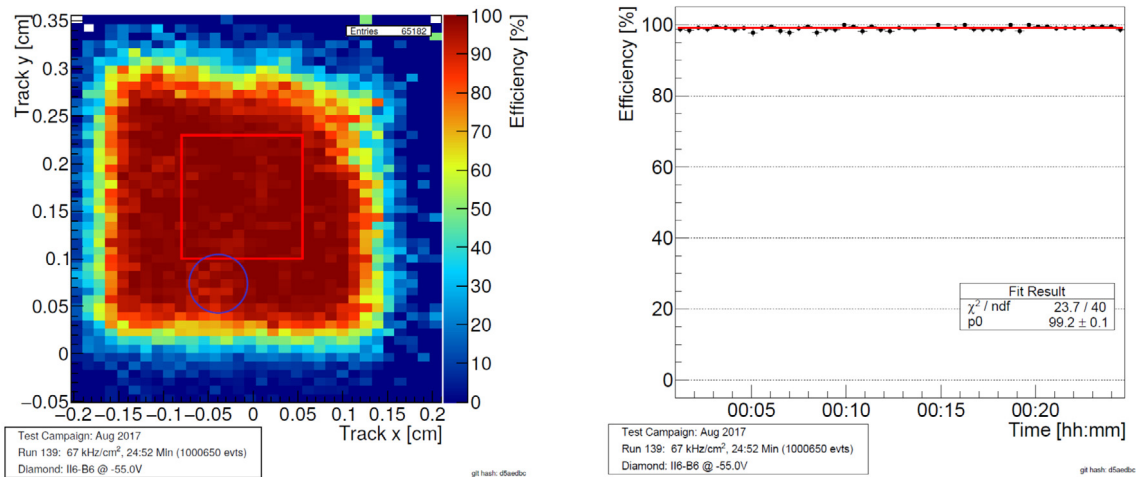 Entries 65182
Track y [cm]
0.35
0.3
0.25
0.2
0.15
0.1
0.05
0
−0.05
−0.2 −0.15 −0.1 −0.05 0 0.05 0.1 0.15 0.2
Track x [cm]
100
90
80
70
60
50
40
30
20
10
0
Efficiency [%]
Test Campaign: Aug 2017
Run 139: 67 kHz/cm², 24:52 Min (1000650 evts)
Diamond: II6-B6 @ -55.0V
git hash: d5aedbc
Efficiency [%]
100
80
60
40
20
0
Fit Result
χ² / ndf 23.7 / 40
p0 99.2 ± 0.1
00:05 00:10 00:15 00:20
Time [hh:mm]
Test Campaign: Aug 2017
Run 139: 67 kHz/cm², 24:52 Min (1000650 evts)
Diamond: II6-B6 @ -55.0V
git hash: d5aedbc